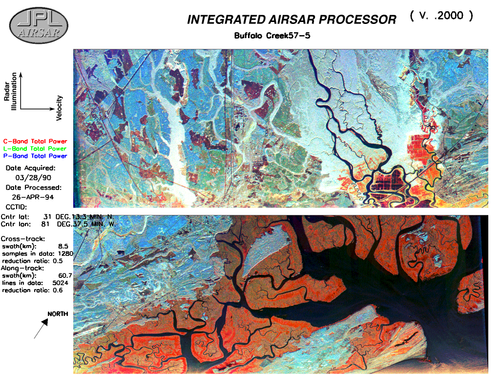 JPL
AIRSAR
INTEGRATED AIRSAR PROCESSOR ( V. .2000 )
Buffalo Creek57-5
Radar
Illumination
Velocity
C-Band Total Power
L-Band Total Power
P-Band Total Power
Date Acquired:
03/28/90
Date Processed:
26-APR-94
CCTID:
Cntr lat: 31 DEG.13.3 MIN. N
Cntr lon: 81 DEG.37.5 MIN. W
Cross-track:
swath(km): 8.5
samples in data: 1280
reduction ratio: 0.5
Along-track:
swath(km): 60.7
lines in data: 5024
reduction ratio: 0.6
NORTH